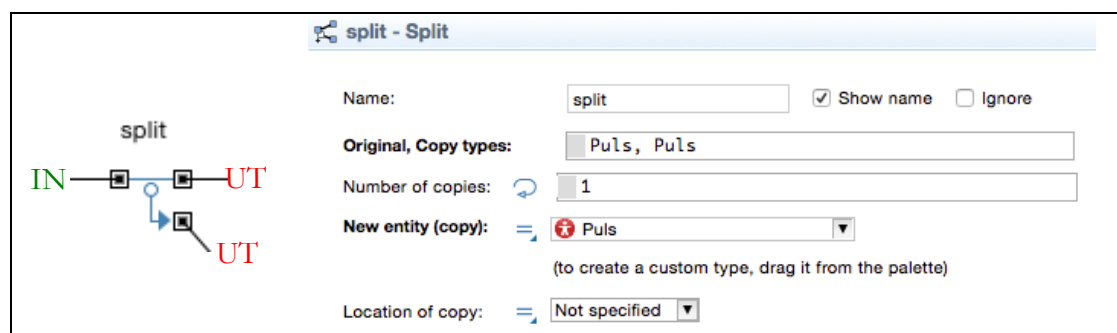 split - Split
Name:
split
Show name
Ignore
split
Original, Copy types:
Puls, Puls
IN
UT
Number of copies:
1
New entity (copy):
Puls
UT
(to create a custom type, drag it from the palette)
Location of copy:
Not specified